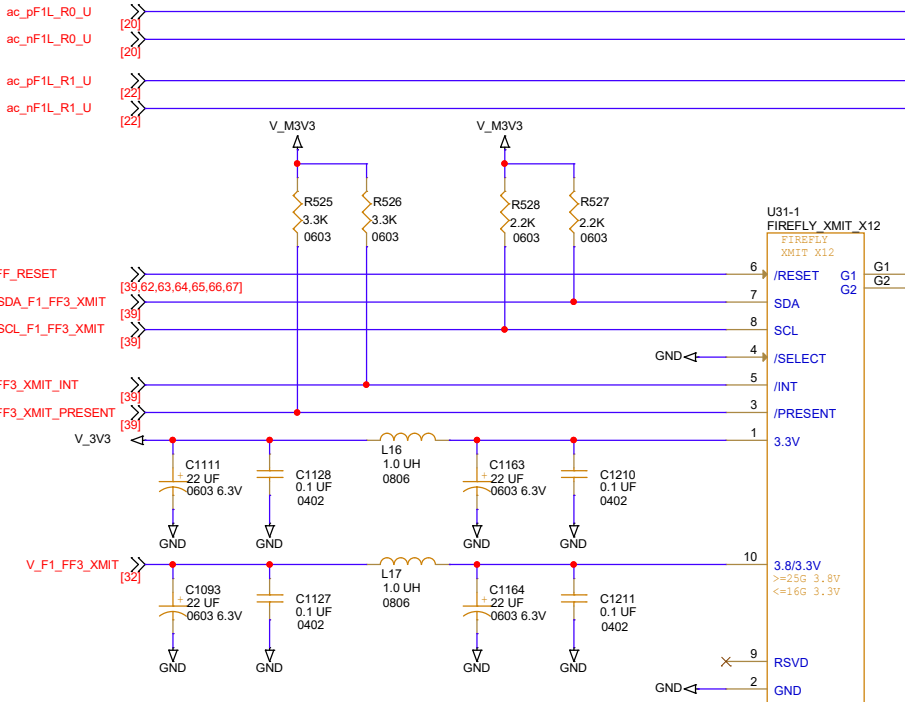 ac_pF1L_R0_U
[20]
ac_nF1L_R0_U
[20]
ac_pF1L_R1_U
[22]
ac_nF1L_R1_U
[22]
V_M3V3
V_M3V3
R525
3.3K
0603
R526
3.3K
0603
R528
2.2K
0603
R527
2.2K
0603
U31-1
FIREFLY_XMIT_X12
FIREFLY
XMIT X12
FF_RESET
[39,62,63,64,65,66,67]
6
/RESET
G1
G1
G2
G2
SDA_F1_FF3_XMIT
[39]
7
SDA
SCL_F1_FF3_XMIT
[39]
8
SCL
GND
4
/SELECT
FF3_XMIT_INT
[39]
5
/INT
FF3_XMIT_PRESENT
[39]
3
/PRESENT
V_3V3
1
3.3V
L16
1.0 UH
0806
C1111
+
22 UF
0603 6.3V
C1128
0.1 UF
0402
C1163
+
22 UF
0603 6.3V
C1210
0.1 UF
0402
GND
GND
GND
GND
V_F1_FF3_XMIT
[32]
10
3.8/3.3V
>=25G 3.8V
<=16G 3.3V
L17
1.0 UH
0806
C1093
+
22 UF
0603 6.3V
C1127
0.1 UF
0402
C1164
+
22 UF
0603 6.3V
C1211
0.1 UF
0402
GND
GND
GND
GND
9
RSVD
GND
2
GND